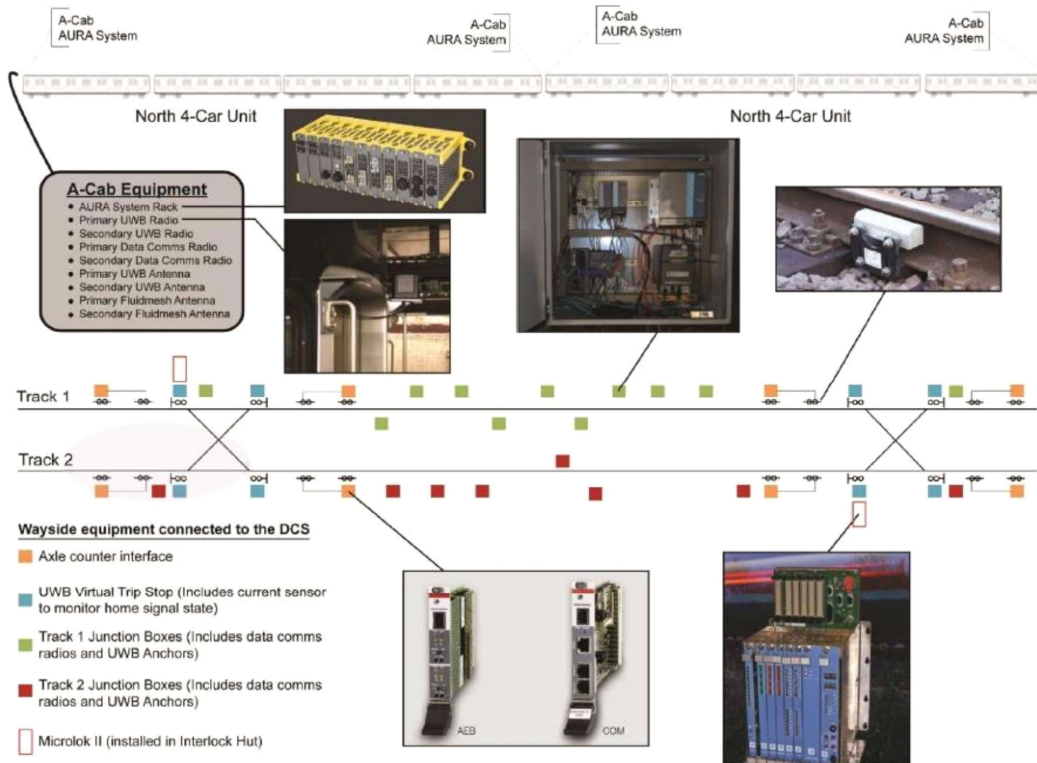 A-Cab
AURA System
A-Cab
AURA System
A-Cab
AURA System
A-Cab
AURA System
North 4-Car Unit
North 4-Car Unit
A-Cab Equipment
AURA System Rack
Primary UWB Radio
Secondary UWB Radio
Primary Data Comms Radio
Secondary Data Comms Radio
Primary UWB Antenna
Secondary UWB Antenna
Primary Fluidmesh Antenna
Secondary Fluidmesh Antenna
Track 1
Track 2
Wayside equipment connected to the DCS
Axle counter interface
UWB Virtual Trip Stop (Includes current sensor
to monitor home signal state)
Track 1 Junction Boxes (Includes data comms
radios and UWB Anchors)
Track 2 Junction Boxes (Includes data comms
radios and UWB Anchors)
Microlok II (installed in Interlock Hut)
AEB
COM